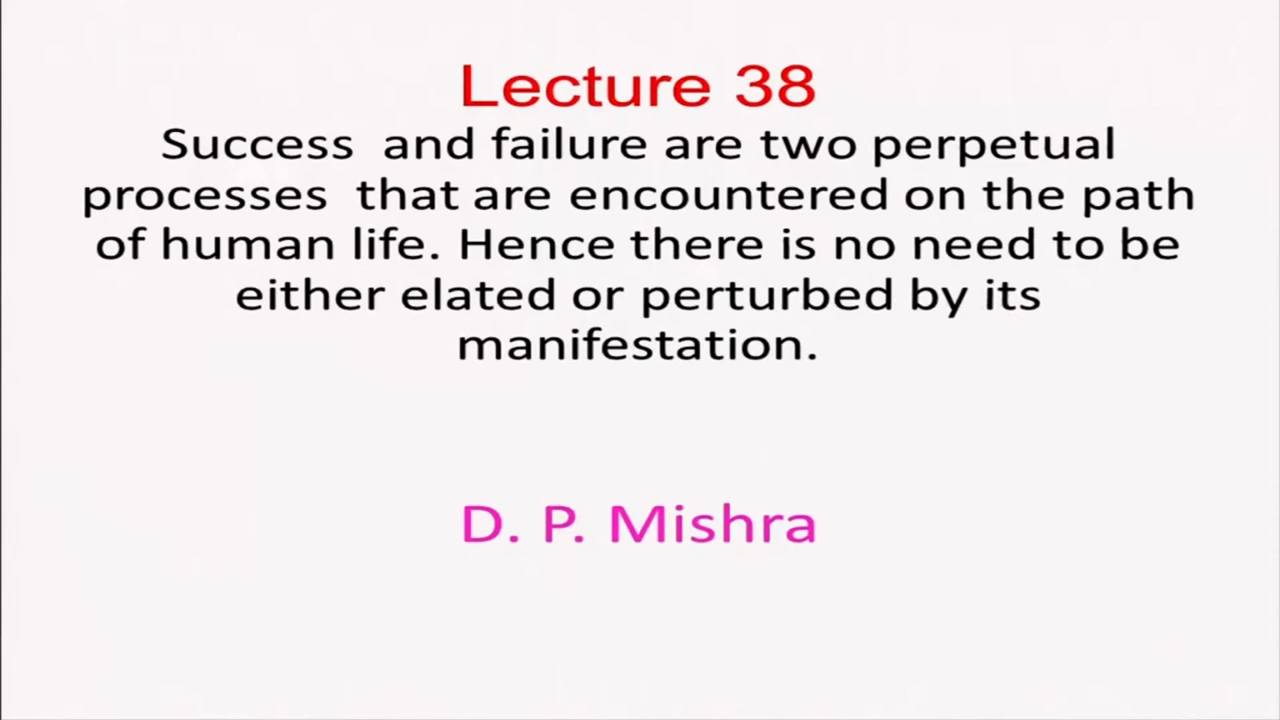 Lecture 38
Success and failure are two perpetual
processes that are encountered on the path
of human life. Hence there is no need to be
either elated or perturbed by its
manifestation.
D. P. Mishra